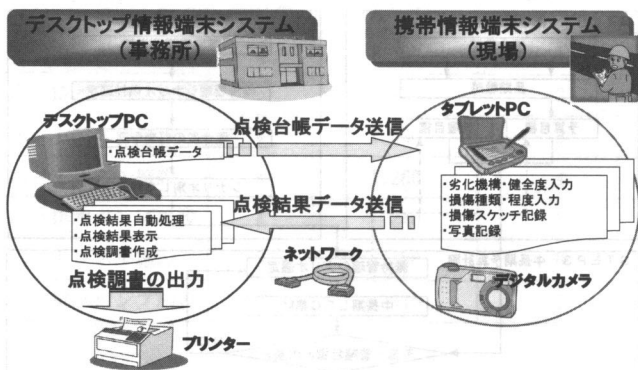 デスクトップ情報端末システム
(事務所)
携帯情報端末システム
(現場)
デスクトップPC
・点検台帳データ
点検台帳データ送信
タブレットPC
・劣化機構・健全度入力
・損傷種類・程度入力
・損傷スケッチ記録
・写真記録
点検結果データ送信
・点検結果自動処理
・点検結果表示
・点検調書作成
ネットワーク
点検調書の出力
デジタルカメラ
プリンター